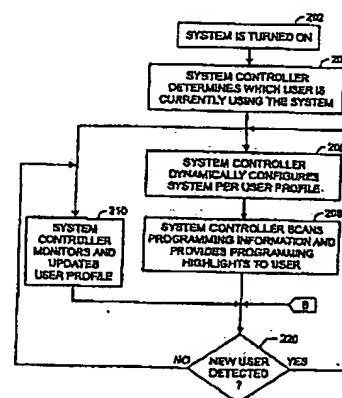 202
SYSTEM IS TURNED ON
20
SYSTEM CONTROLLER
DETERMINES WHICH USER IS
CURRENTLY USING THE SYSTEM
20
SYSTEM CONTROLLER
DYNAMICALLY CONFIGURES
SYSTEM PER USER PROFILE
210
208
SYSTEM
CONTROLLER
MONITORS AND
UPDATES
USER PROFILE
SYSTEM CONTROLLER SCANS
PROGRAMMING INFORMATION AND
PROVIDES PROGRAMMING
HIGHLIGHTS TO USER
B
220
NO
NEW USER
DETECTED
?
YES